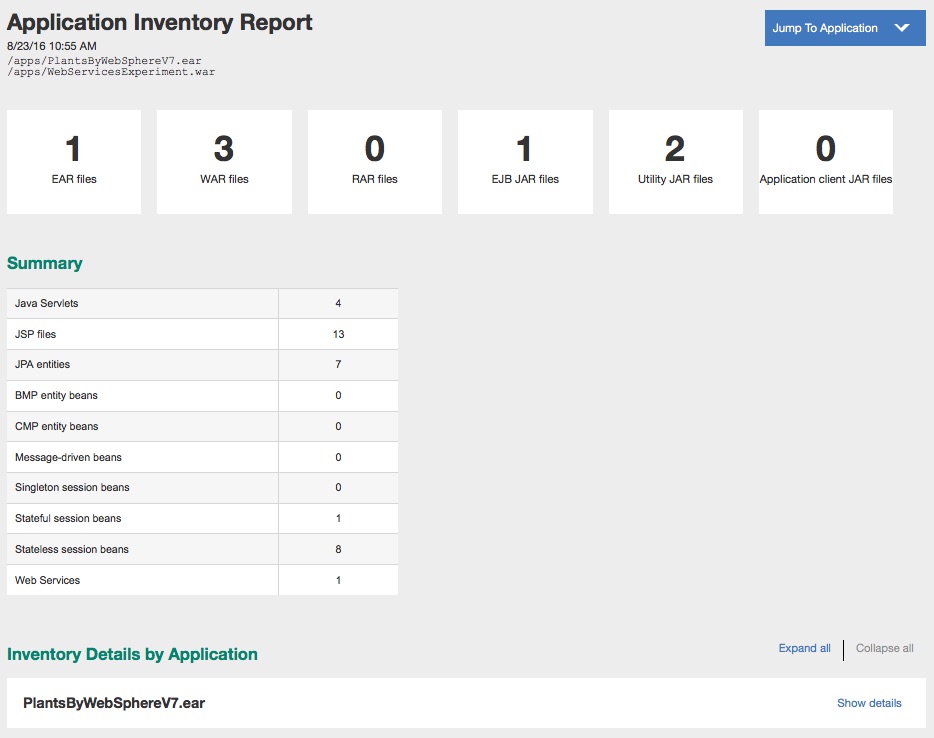 Application Inventory Report
Jump To Application
8/23/16 10:55 AM
/apps/PlantsByWebSphereV7.ear
/apps/WebServicesExperiment.war
1
EAR files
3
WAR files
0
RAR files
1
EJB JAR files
2
Utility JAR files
0
Application client JAR files
Summary
Java Servlets 4
JSP files 13
JPA entities 7
BMP entity beans 0
CMP entity beans 0
Message-driven beans 0
Singleton session beans 0
Stateful session beans 1
Stateless session beans 8
Web Services 1
Inventory Details by Application
Expand all Collapse all
PlantsByWebSphereV7.ear Show details